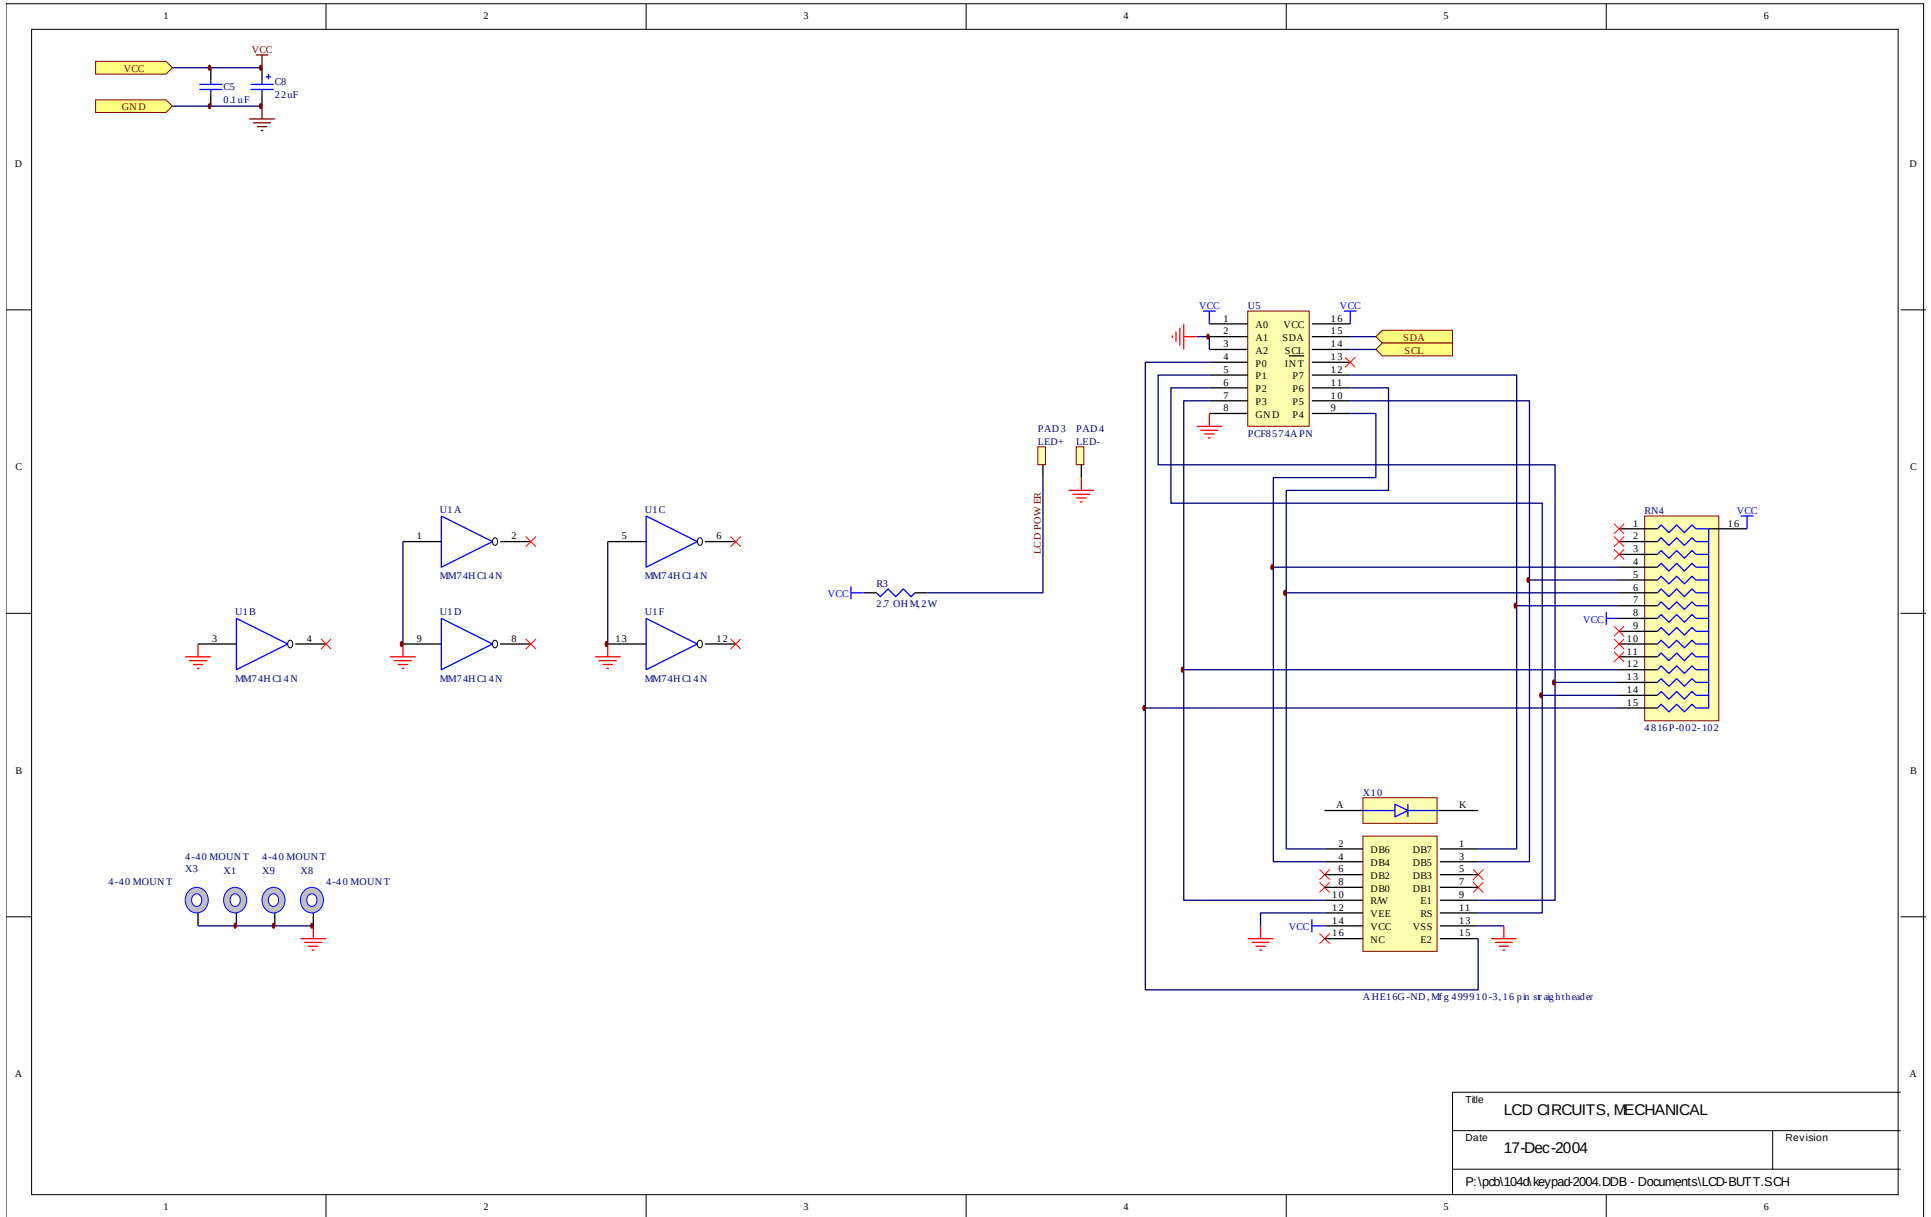 1 2 3 4 5 6
VCC
VCC
GND
C5
0.1uF
C8
22uF
+
D D
VCC U5 VCC
1 A0 VCC 16
2 A1 SDA 15 SDA
3 A2 SCL 14 SCL
4 P0 INT 13
5 P1 P7 12
6 P2 P6 11
7 P3 P5 10
8 GND P4 9
PCF8574APN
PAD3 PAD4
LED+ LED-
LCD POWER
C C
U1A
1 2
MM74HC14N
U1C
5 6
MM74HC14N
VCC
R3
2.7 OHM,2W
U1B
3 4
MM74HC14N
U1D
9 8
MM74HC14N
U1F
13 12
MM74HC14N
RN4 VCC
1 16
2
3
4
5
6
7
8
VCC
9
10
11
12
13
14
15
4816P-002-102
B B
X10
A K
2 DB6 DB7 1
4 DB4 DB5 3
6 DB2 DB3 5
8 DB0 DB1 7
10 RW E1 9
12 VEE RS 11
VCC 14 VCC VSS 13
16 NC E2 15
AHE16G-ND, Mfg 499910-3, 16 pin straight header
4-40 MOUNT 4-40 MOUNT
X3 X1 X9 X8
4-40 MOUNT 4-40 MOUNT
A A
Title
LCD CIRCUITS, MECHANICAL
Date
17-Dec-2004
Revision
P:\pcb\104d\keypad-2004.DDB - Documents\LCD-BUTT.SCH
1 2 3 4 5 6